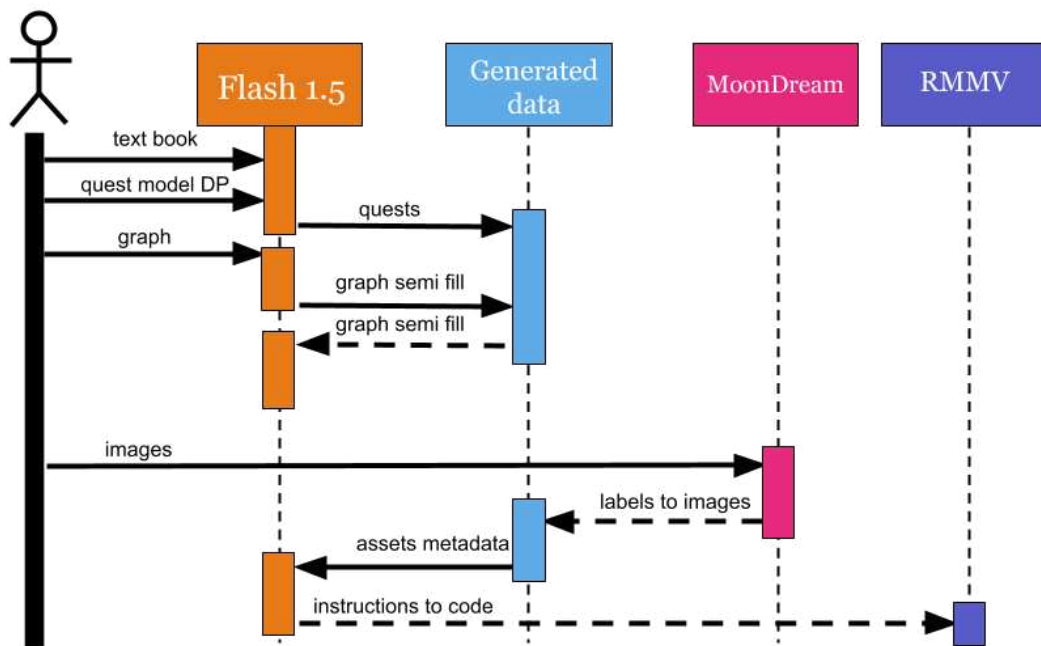 Flash 1.5
Generated
data
MoonDream
RMMV
text book
quest model DP
quests
graph
graph semi fill
graph semi fill
images
labels to images
assets metadata
instructions to code